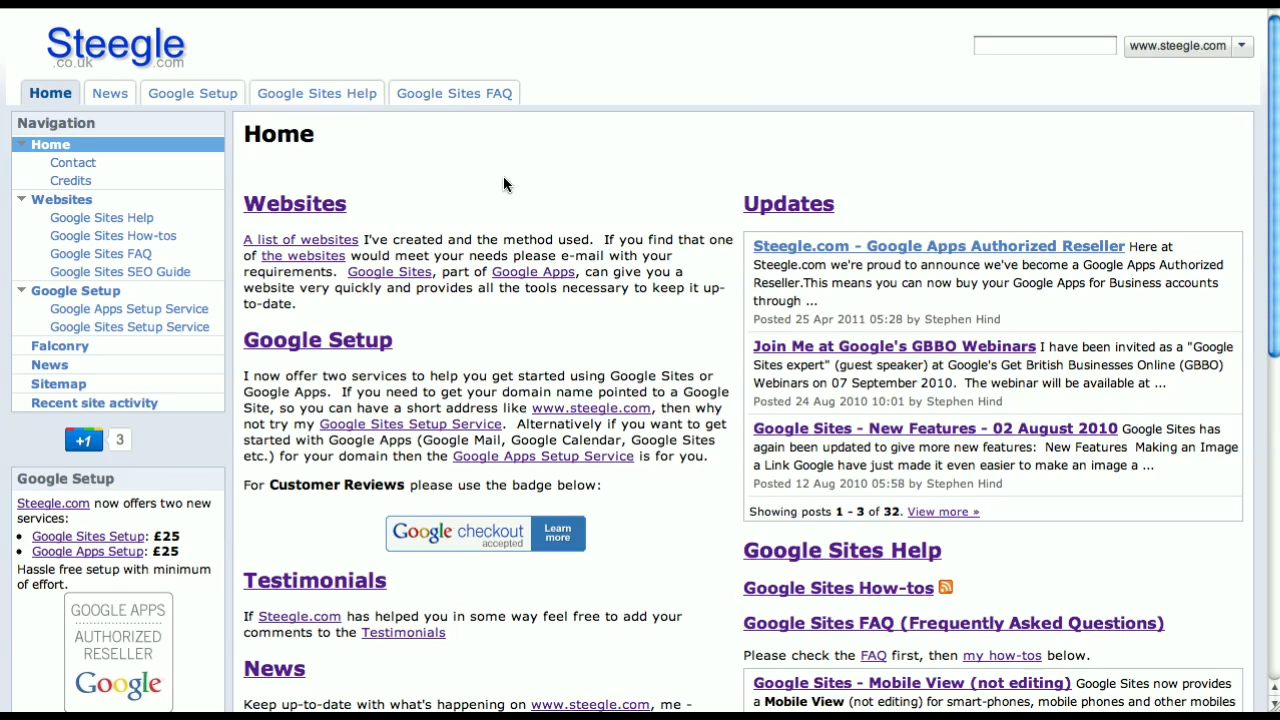 Steegle
.co.uk .com
www.steegle.com
Home News Google Setup Google Sites Help Google Sites FAQ
Navigation
Home
Contact
Credits
Websites
Google Sites Help
Google Sites How-tos
Google Sites FAQ
Google Sites SEO Guide
Google Setup
Google Apps Setup Service
Google Sites Setup Service
Falconry
News
Sitemap
Recent site activity
+1 3
Google Setup
Steegle.com now offers two new
services:
• Google Sites Setup: £25
• Google Apps Setup: £25
Hassle free setup with minimum
of effort.
GOOGLE APPS
AUTHORIZED
RESELLER
Google
Home
Websites
A list of websites I've created and the method used. If you find that one
of the websites would meet your needs please e-mail with your
requirements. Google Sites, part of Google Apps, can give you a
website very quickly and provides all the tools necessary to keep it up-
to-date.
Google Setup
I now offer two services to help you get started using Google Sites or
Google Apps. If you need to get your domain name pointed to a Google
Site, so you can have a short address like www.steegle.com, then why
not try my Google Sites Setup Service. Alternatively if you want to get
started with Google Apps (Google Mail, Google Calendar, Google Sites
etc.) for your domain then the Google Apps Setup Service is for you.
For Customer Reviews please use the badge below:
Google checkout
accepted
Learn
more
Testimonials
If Steegle.com has helped you in some way feel free to add your
comments to the Testimonials
News
Keep up-to-date with what's happening on www.steegle.com, me -
Updates
Steegle.com - Google Apps Authorized Reseller Here at
Steegle.com we're proud to announce we've become a Google Apps Authorized
Reseller.This means you can now buy your Google Apps for Business accounts
through ...
Posted 25 Apr 2011 05:28 by Stephen Hind
Join Me at Google's GBBO Webinars I have been invited as a "Google
Sites expert" (guest speaker) at Google's Get British Businesses Online (GBBO)
Webinars on 07 September 2010. The webinar will be available at ...
Posted 24 Aug 2010 10:01 by Stephen Hind
Google Sites - New Features - 02 August 2010 Google Sites has
again been updated to give more new features: New Features Making an Image
a Link Google have just made it even easier to make an image a ...
Posted 12 Aug 2010 05:58 by Stephen Hind
Showing posts 1 - 3 of 32. View more »
Google Sites Help
Google Sites How-tos
Google Sites FAQ (Frequently Asked Questions)
Please check the FAQ first, then my how-tos below.
Google Sites - Mobile View (not editing) Google Sites now provides
a Mobile View (not editing) for smart-phones, mobile phones and other mobiles